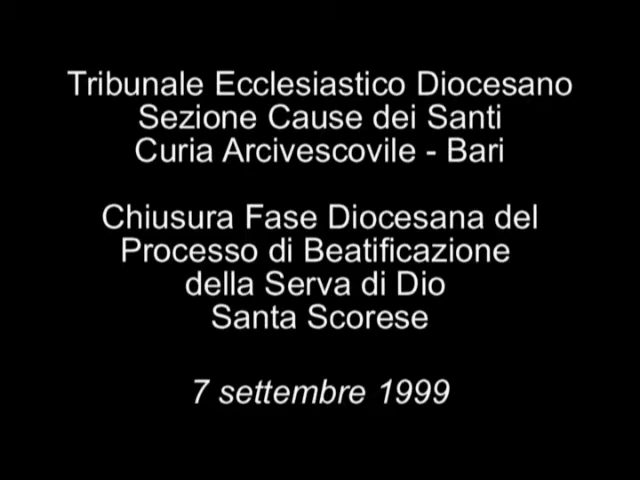 Tribunale Ecclesiastico Diocesano
Sezione Cause dei Santi
Curia Arcivescovile - Bari
Chiusura Fase Diocesana del
Processo di Beatificazione
della Serva di Dio
Santa Scorese
7 settembre 1999